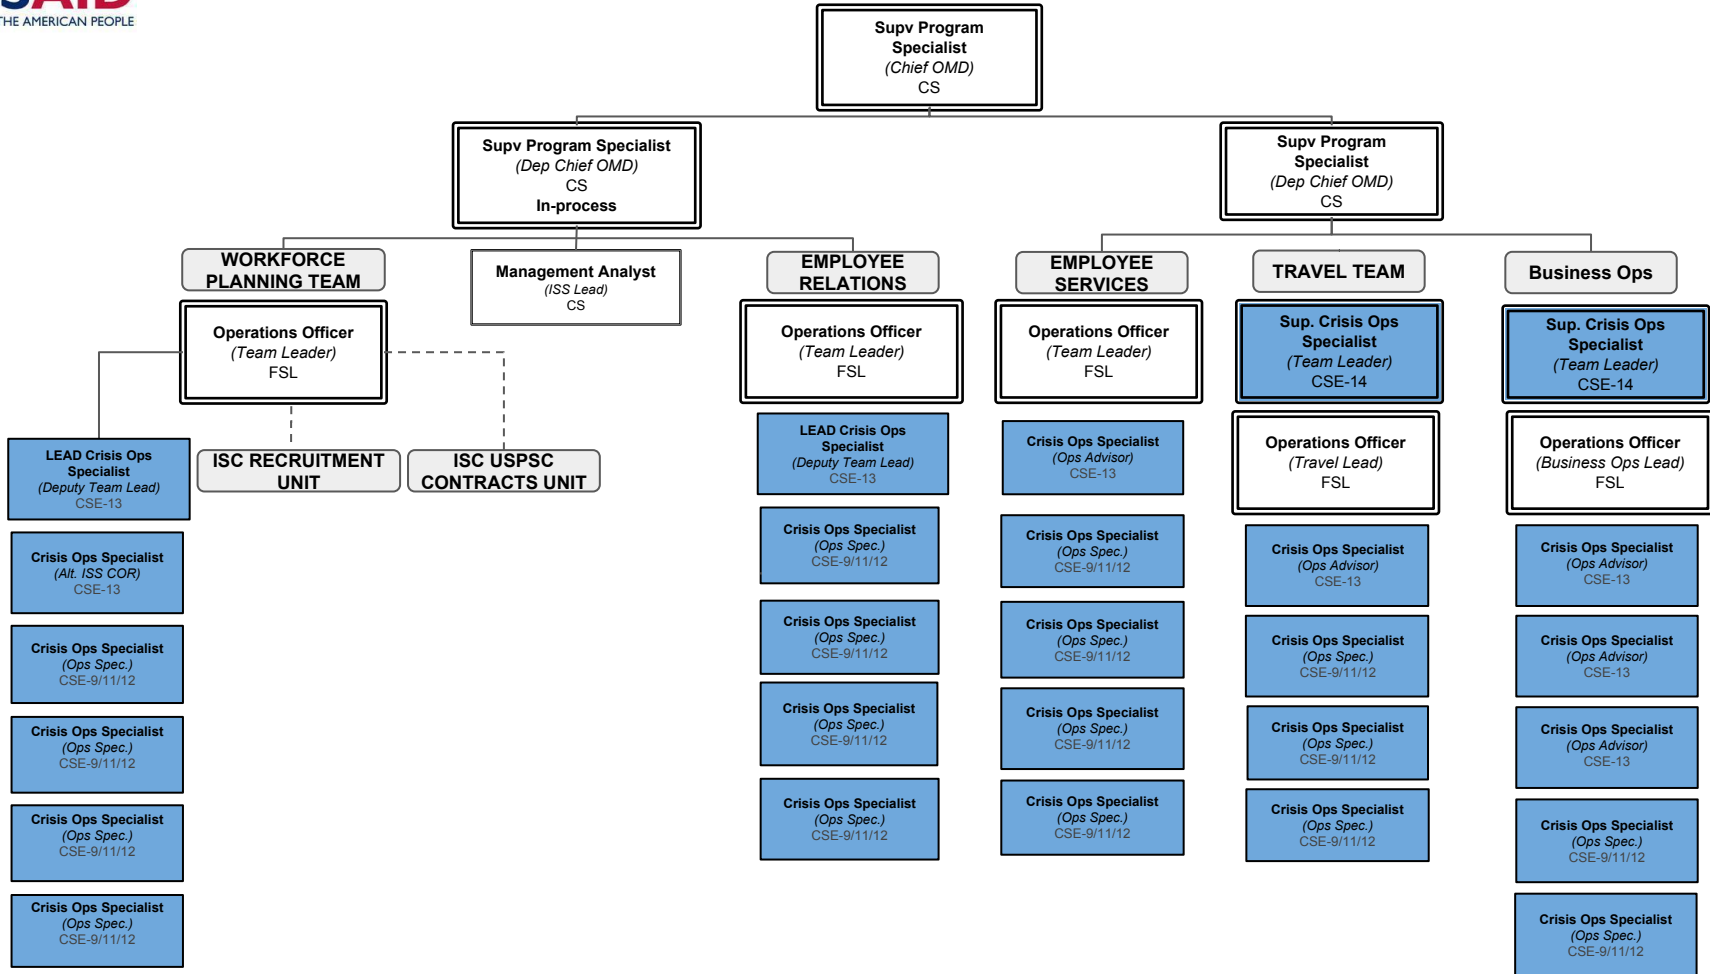 THE AMERICAN PEOPLE
Supv Program
Specialist
(Chief OMD)
CS
Supv Program Specialist
(Dep Chief OMD)
CS
In-process
Supv Program
Specialist
(Dep Chief OMD)
CS
WORKFORCE
PLANNING TEAM
Operations Officer
(Team Leader)
FSL
LEAD Crisis Ops
Specialist
(Deputy Team Lead)
CSE-13
Crisis Ops Specialist
(Alt. ISS COR)
CSE-13
Crisis Ops Specialist
(Ops Spec.)
CSE-9/11/12
Crisis Ops Specialist
(Ops Spec.)
CSE-9/11/12
Crisis Ops Specialist
(Ops Spec.)
CSE-9/11/12
Crisis Ops Specialist
(Ops Spec.)
CSE-9/11/12
ISC RECRUITMENT
UNIT
ISC USPSC
CONTRACTS UNIT
Management Analyst
(ISS Lead)
CS
EMPLOYEE
RELATIONS
Operations Officer
(Team Leader)
FSL
LEAD Crisis Ops
Specialist
(Deputy Team Lead)
CSE-13
Crisis Ops Specialist
(Ops Spec.)
CSE-9/11/12
Crisis Ops Specialist
(Ops Spec.)
CSE-9/11/12
Crisis Ops Specialist
(Ops Spec.)
CSE-9/11/12
Crisis Ops Specialist
(Ops Spec.)
CSE-9/11/12
EMPLOYEE
SERVICES
Operations Officer
(Team Leader)
FSL
Crisis Ops Specialist
(Ops Advisor)
CSE-13
Crisis Ops Specialist
(Ops Spec.)
CSE-9/11/12
Crisis Ops Specialist
(Ops Spec.)
CSE-9/11/12
Crisis Ops Specialist
(Ops Spec.)
CSE-9/11/12
Crisis Ops Specialist
(Ops Spec.)
CSE-9/11/12
TRAVEL TEAM
Sup. Crisis Ops
Specialist
(Team Leader)
CSE-14
Operations Officer
(Travel Lead)
FSL
Crisis Ops Specialist
(Ops Advisor)
CSE-13
Crisis Ops Specialist
(Ops Spec.)
CSE-9/11/12
Crisis Ops Specialist
(Ops Spec.)
CSE-9/11/12
Crisis Ops Specialist
(Ops Spec.)
CSE-9/11/12
Business Ops
Sup. Crisis Ops
Specialist
(Team Leader)
CSE-14
Operations Officer
(Business Ops Lead)
FSL
Crisis Ops Specialist
(Ops Advisor)
CSE-13
Crisis Ops Specialist
(Ops Advisor)
CSE-13
Crisis Ops Specialist
(Ops Advisor)
CSE-13
Crisis Ops Specialist
(Ops Spec.)
CSE-9/11/12
Crisis Ops Specialist
(Ops Spec.)
CSE-9/11/12